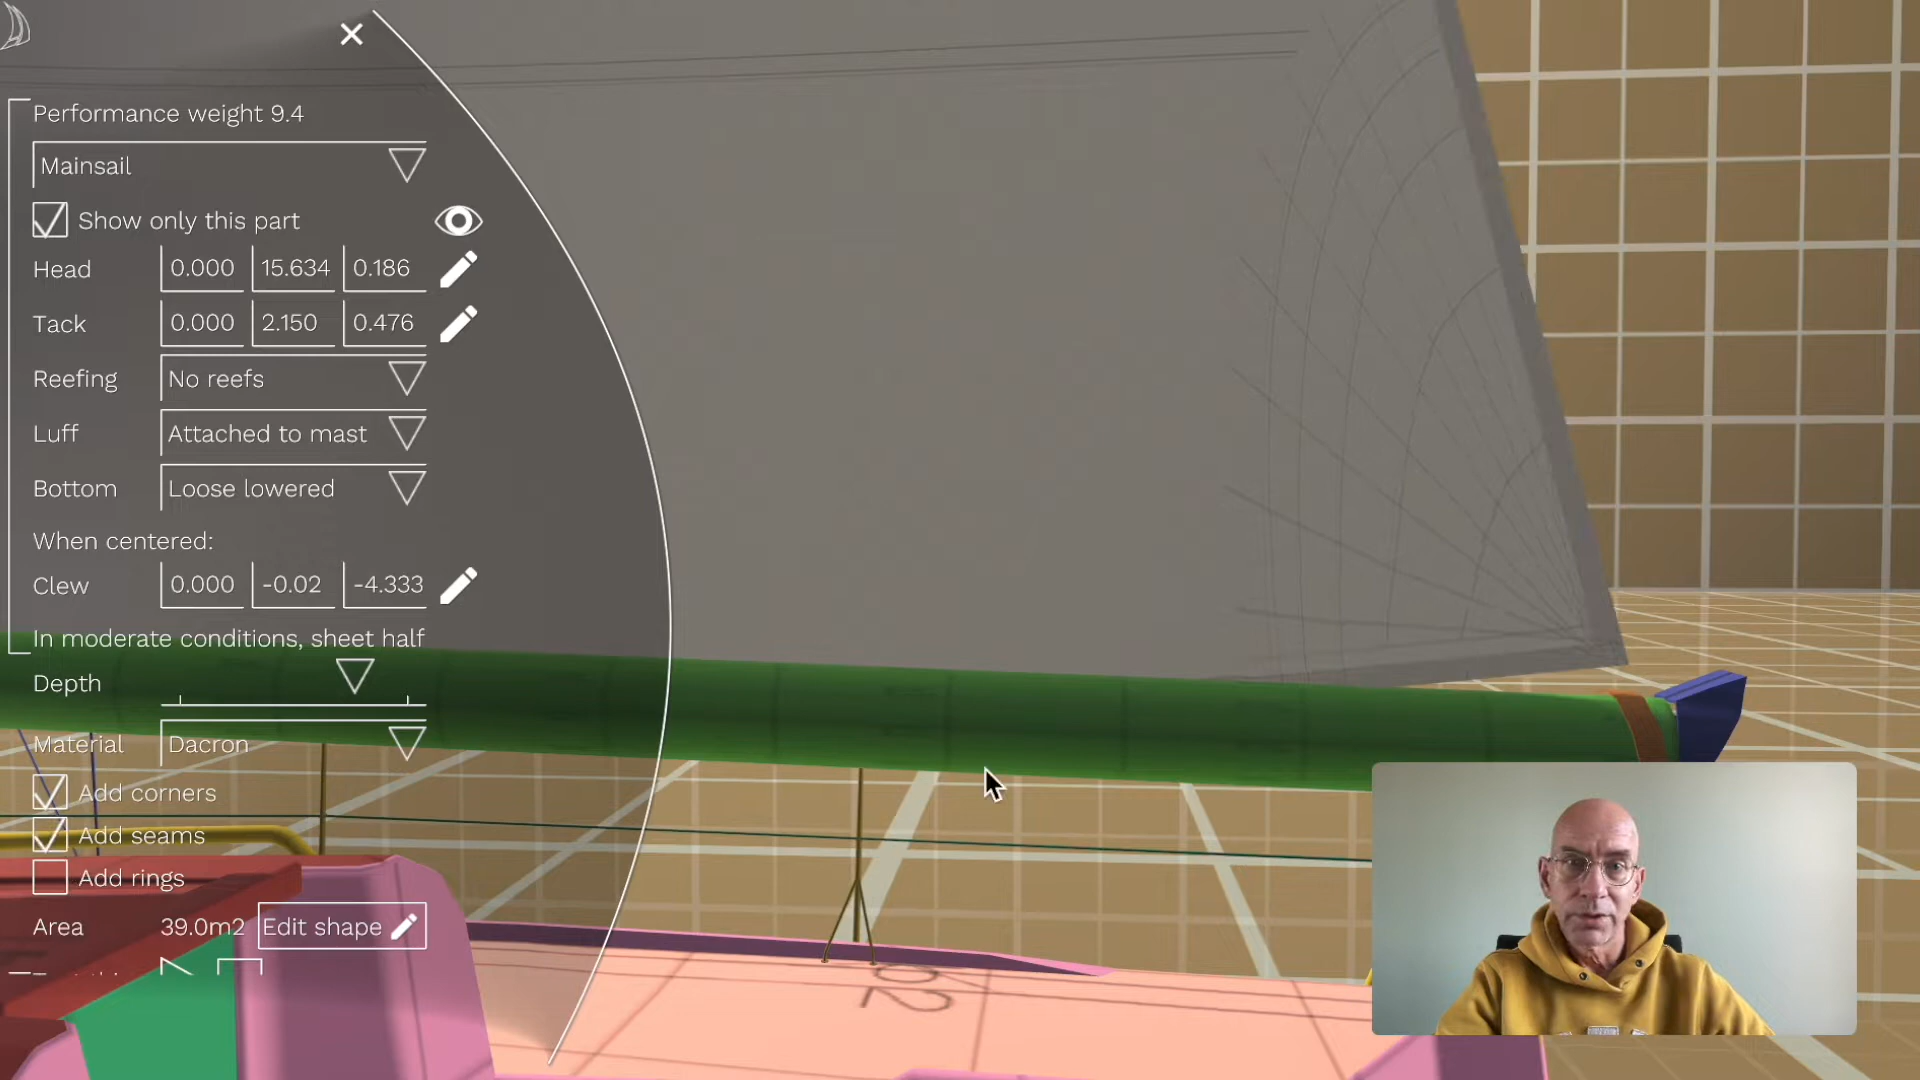 Performance weight 9.4
Mainsail
Show only this part
Head 0.000 15.634 0.186
Tack 0.000 2.150 0.476
Reefing No reefs
Luff Attached to mast
Bottom Loose lowered
When centered:
Clew 0.000 -0.02 -4.333
In moderate conditions, sheet half
Depth
Material Dacron
Add corners
Add seams
Add rings
Area 39.0m2 Edit shape